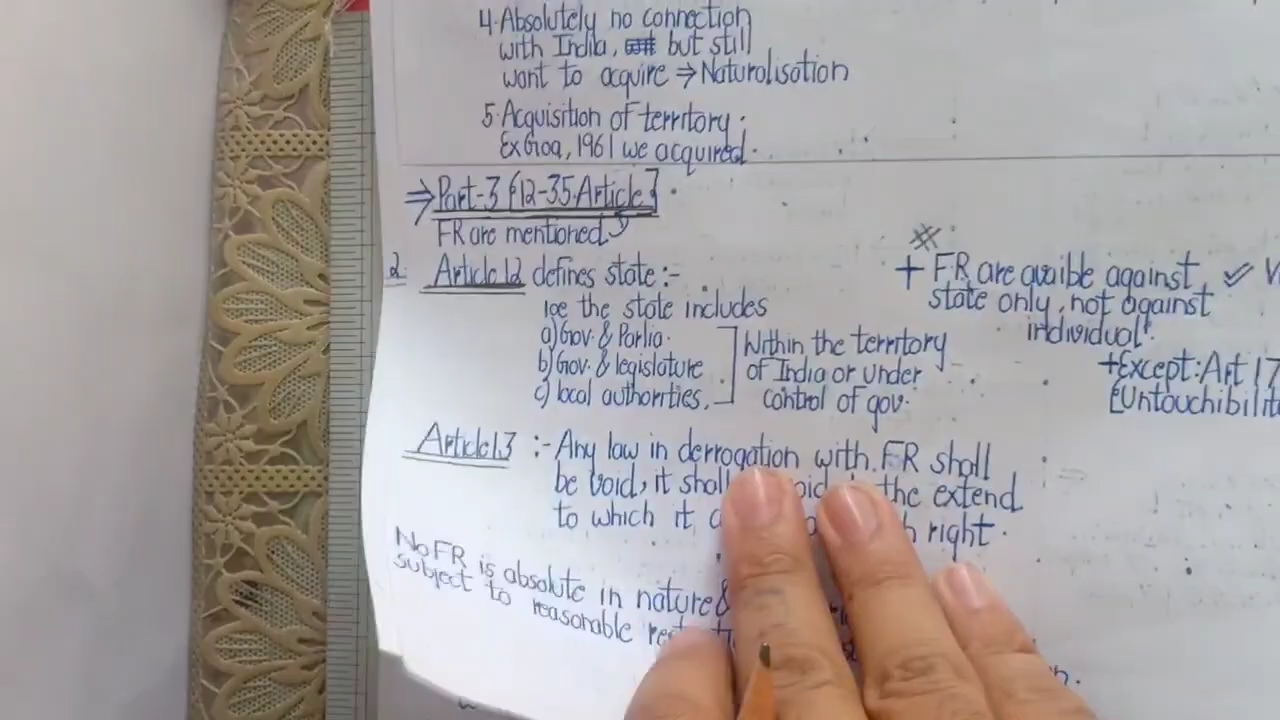 4. Absolutely no connection
with India, but still
want to acquire ⇒ Naturalisation
5. Acquisition of territory.
Ex Goa, 1961 we acquired.
⇒ Part-3 {12-35 Article}
FR are mentioned
2. Article 12 defines state :-
the state includes
a) Gov. & Parlia.
b) Gov. & legislature
c) local authorities.
Within the territory
of India or under
control of gov.
+ FR are avaible against
state only, not against
individual.
+Except: Art 17
[Untouchibilit
Article 13 :- Any law in derrogation with FR shall
be void, it shall the extend
to which it right.
No FR is absolute in nature &
subject to reasonable